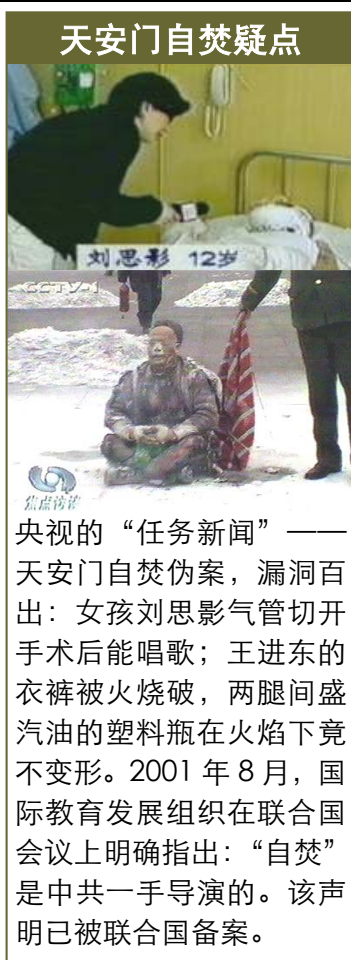 天安门自焚疑点
刘思影 12岁
CCTV-1
焦点访谈
央视的“任务新闻”——
天安门自焚伪案，漏洞百
出：女孩刘思影气管切开
手术后能唱歌；王进东的
衣裤被火烧破，两腿间盛
汽油的塑料瓶在火焰下竟
不变形。2001 年 8 月，国
际教育发展组织在联合国
会议上明确指出：“自焚”
是中共一手导演的。该声
明已被联合国备案。